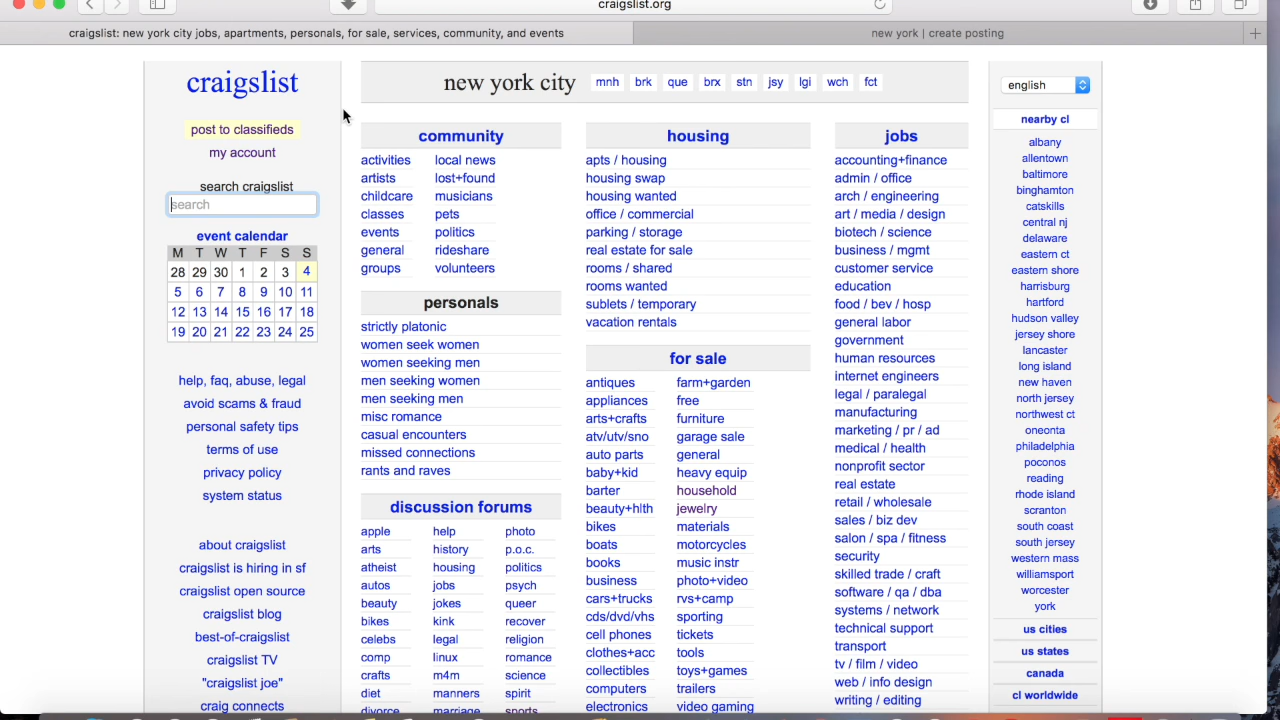 craigslist.org
craigslist: new york city jobs, apartments, personals, for sale, services, community, and events
new york | create posting
craigslist
post to classifieds
my account
search craigslist
search
event calendar
M T W T F S S
28 29 30 1 2 3 4
5 6 7 8 9 10 11
12 13 14 15 16 17 18
19 20 21 22 23 24 25
help, faq, abuse, legal
avoid scams & fraud
personal safety tips
terms of use
privacy policy
system status
about craigslist
craigslist is hiring in sf
craigslist open source
craigslist blog
best-of-craigslist
craigslist TV
"craigslist joe"
craig connects
new york city mnh brk que brx stn jsy lgi wch fct
community
activities local news
artists lost+found
childcare musicians
classes pets
events politics
general rideshare
groups volunteers
personals
strictly platonic
women seek women
women seeking men
men seeking women
men seeking men
misc romance
casual encounters
missed connections
rants and raves
discussion forums
apple help photo
arts history p.o.c.
atheist housing politics
autos jobs psych
beauty jokes queer
bikes kink recover
celebs legal religion
comp linux romance
crafts m4m science
diet manners spirit
divorce marriage sports
housing
apts / housing
housing swap
housing wanted
office / commercial
parking / storage
real estate for sale
rooms / shared
rooms wanted
sublets / temporary
vacation rentals
for sale
antiques farm+garden
appliances free
arts+crafts furniture
atv/utv/sno garage sale
auto parts general
baby+kid heavy equip
barter household
beauty+hlth jewelry
bikes materials
boats motorcycles
books music instr
business photo+video
cars+trucks rvs+camp
cds/dvd/vhs sporting
cell phones tickets
clothes+acc tools
collectibles toys+games
computers trailers
electronics video gaming
jobs
accounting+finance
admin / office
arch / engineering
art / media / design
biotech / science
business / mgmt
customer service
education
food / bev / hosp
general labor
government
human resources
internet engineers
legal / paralegal
manufacturing
marketing / pr / ad
medical / health
nonprofit sector
real estate
retail / wholesale
sales / biz dev
salon / spa / fitness
security
skilled trade / craft
software / qa / dba
systems / network
technical support
transport
tv / film / video
web / info design
writing / editing
english
nearby cl
albany
allentown
baltimore
binghamton
catskills
central nj
delaware
eastern ct
eastern shore
harrisburg
hartford
hudson valley
jersey shore
lancaster
long island
new haven
north jersey
northwest ct
oneonta
philadelphia
poconos
reading
rhode island
scranton
south coast
south jersey
western mass
williamsport
worcester
york
us cities
us states
canada
cl worldwide